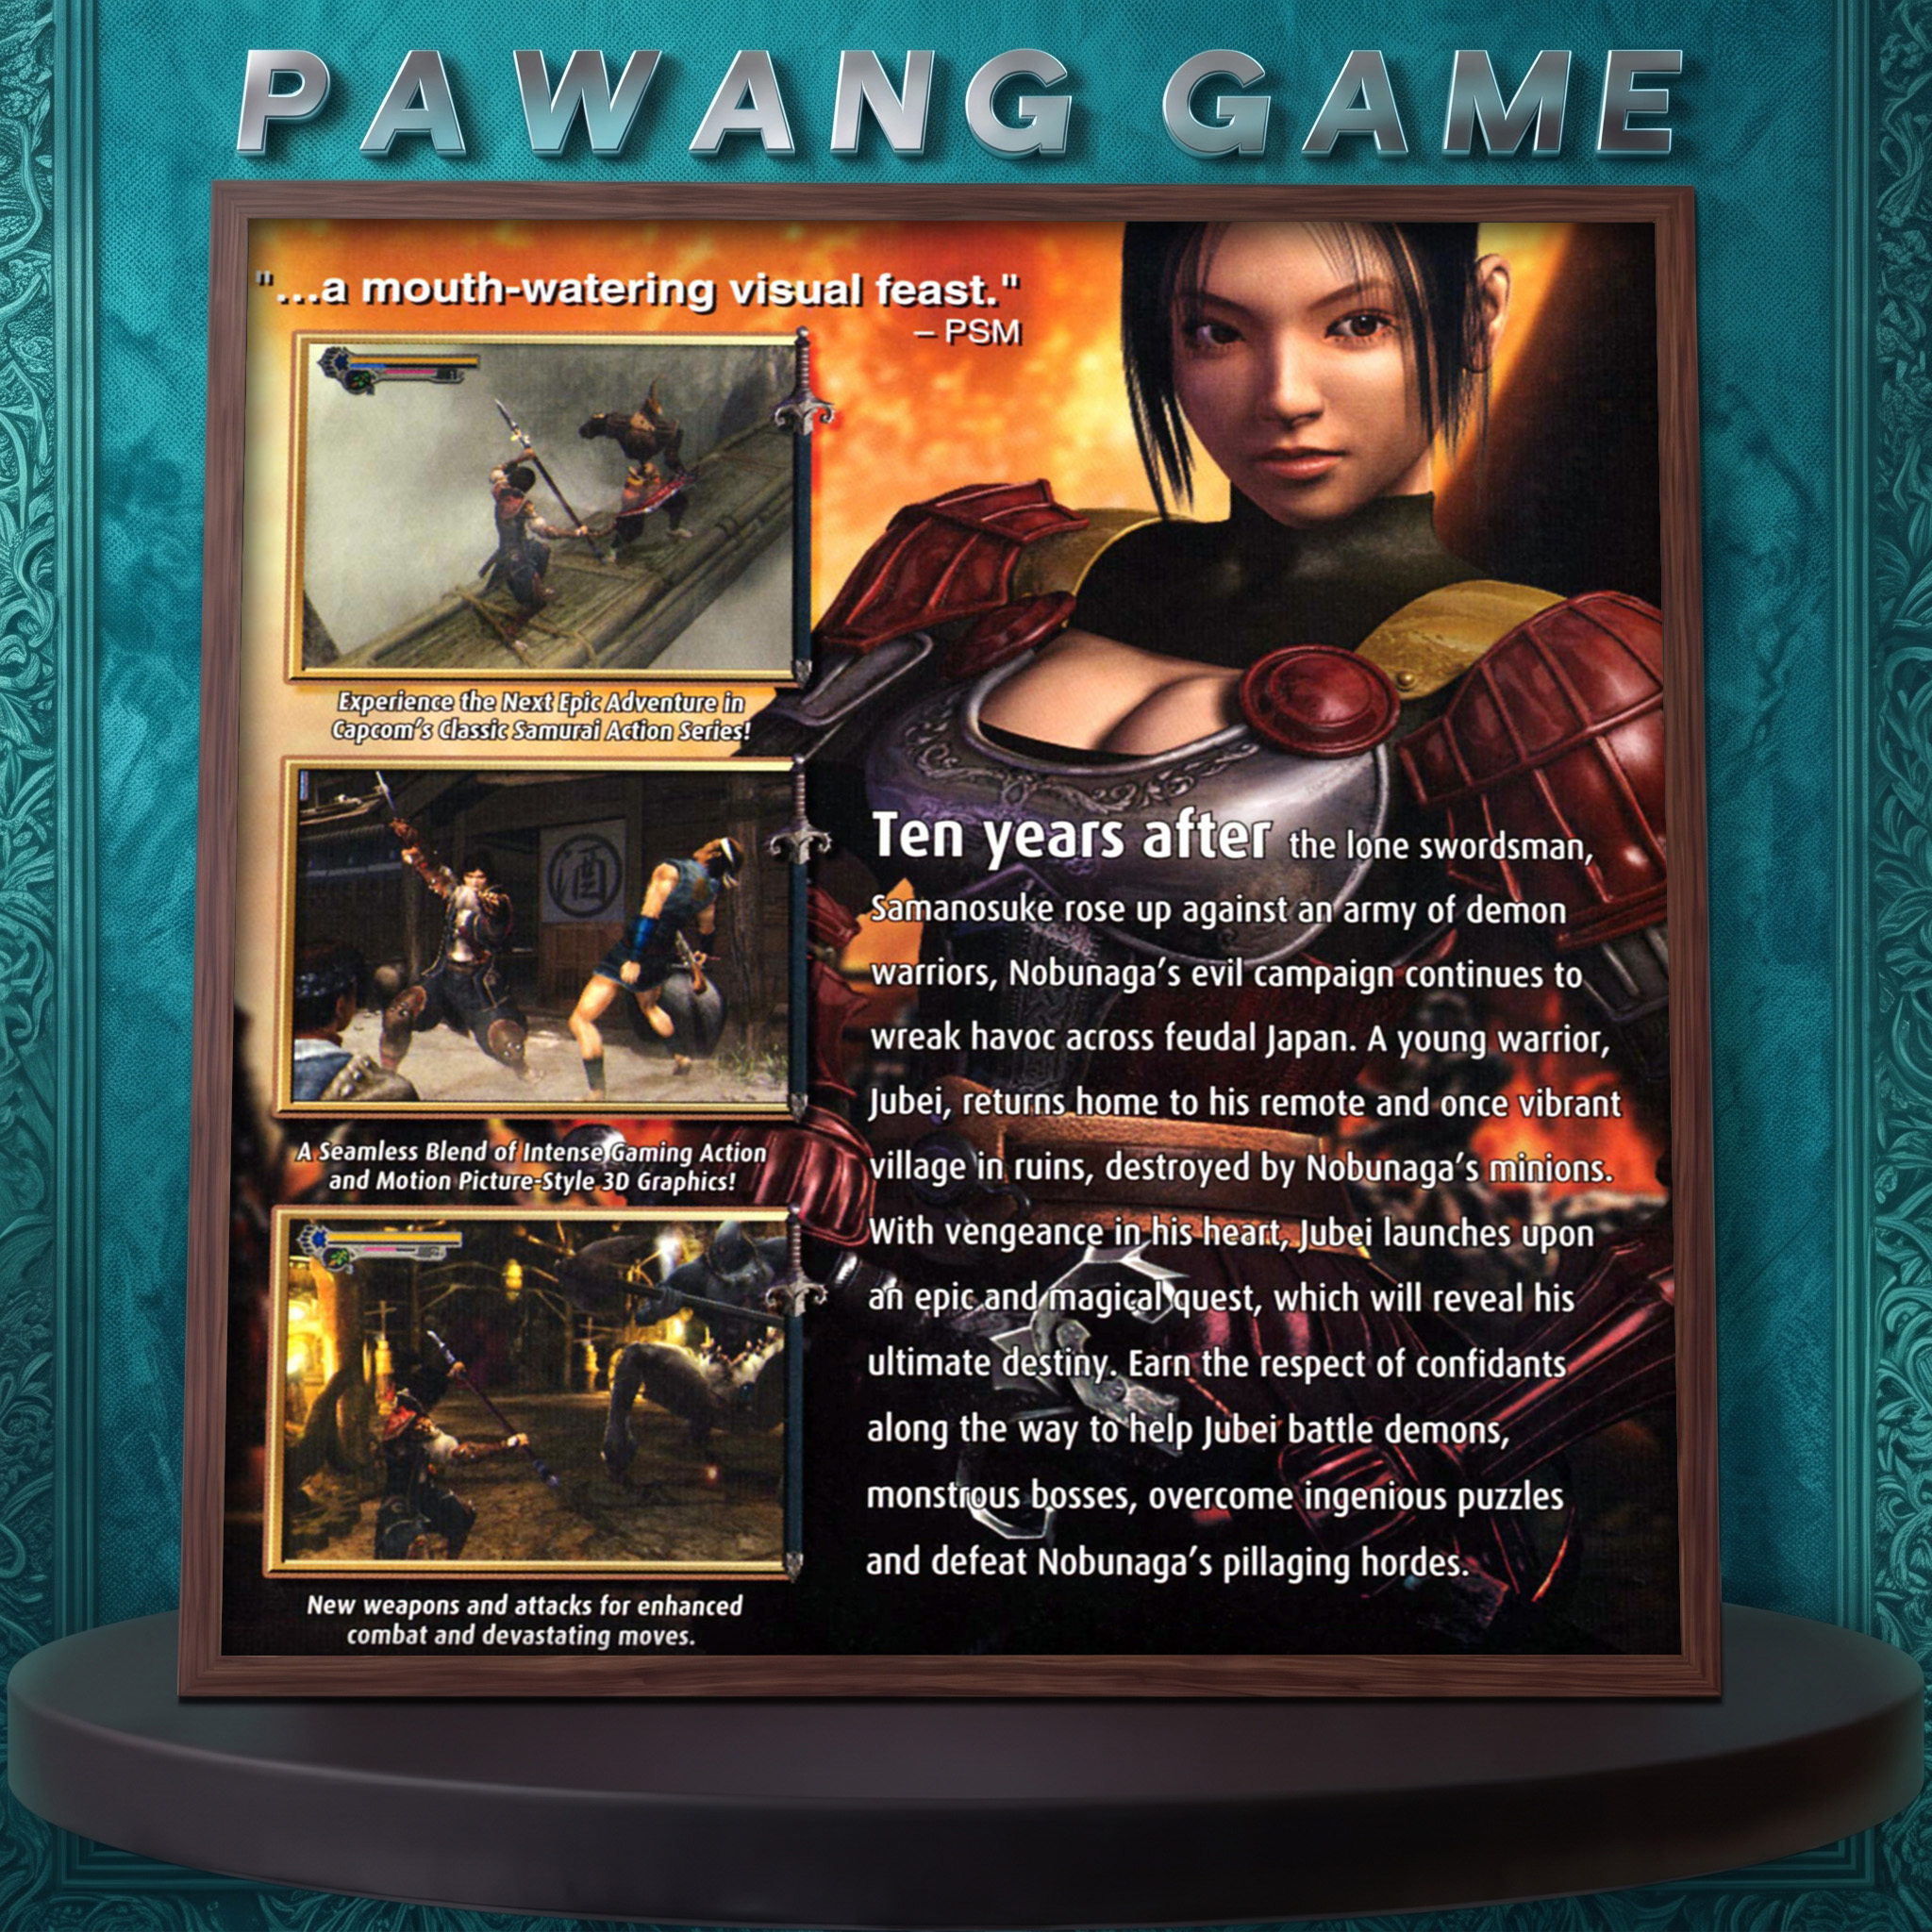 PAWANG GAME
"...a mouth-watering visual feast."
– PSM
Experience the Next Epic Adventure in
Capcom's Classic Samurai Action Series!
酒
A Seamless Blend of Intense Gaming Action
and Motion Picture-Style 3D Graphics!
New weapons and attacks for enhanced
combat and devastating moves.
Ten years after the lone swordsman,
Samanosuke rose up against an army of demon
warriors, Nobunaga's evil campaign continues to
wreak havoc across feudal Japan. A young warrior,
Jubei, returns home to his remote and once vibrant
village in ruins, destroyed by Nobunaga's minions.
With vengeance in his heart, Jubei launches upon
an epic and magical quest, which will reveal his
ultimate destiny. Earn the respect of confidants
along the way to help Jubei battle demons,
monstrous bosses, overcome ingenious puzzles
and defeat Nobunaga's pillaging hordes.